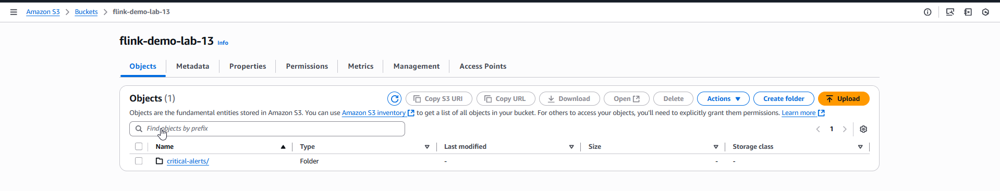 Amazon S3 > Buckets > flink-demo-lab-13
flink-demo-lab-13 Info
Objects Metadata Properties Permissions Metrics Management Access Points
Objects (1) Copy S3 URI Copy URL Download Open Delete Actions Create folder Upload
Objects are the fundamental entities stored in Amazon S3. You can use Amazon S3 inventory to get a list of all objects in your bucket. For others to access your objects, you'll need to explicitly grant them permissions. Learn more
Find objects by prefix 1
Name Type Last modified Size Storage class
critical-alerts/ Folder - - -